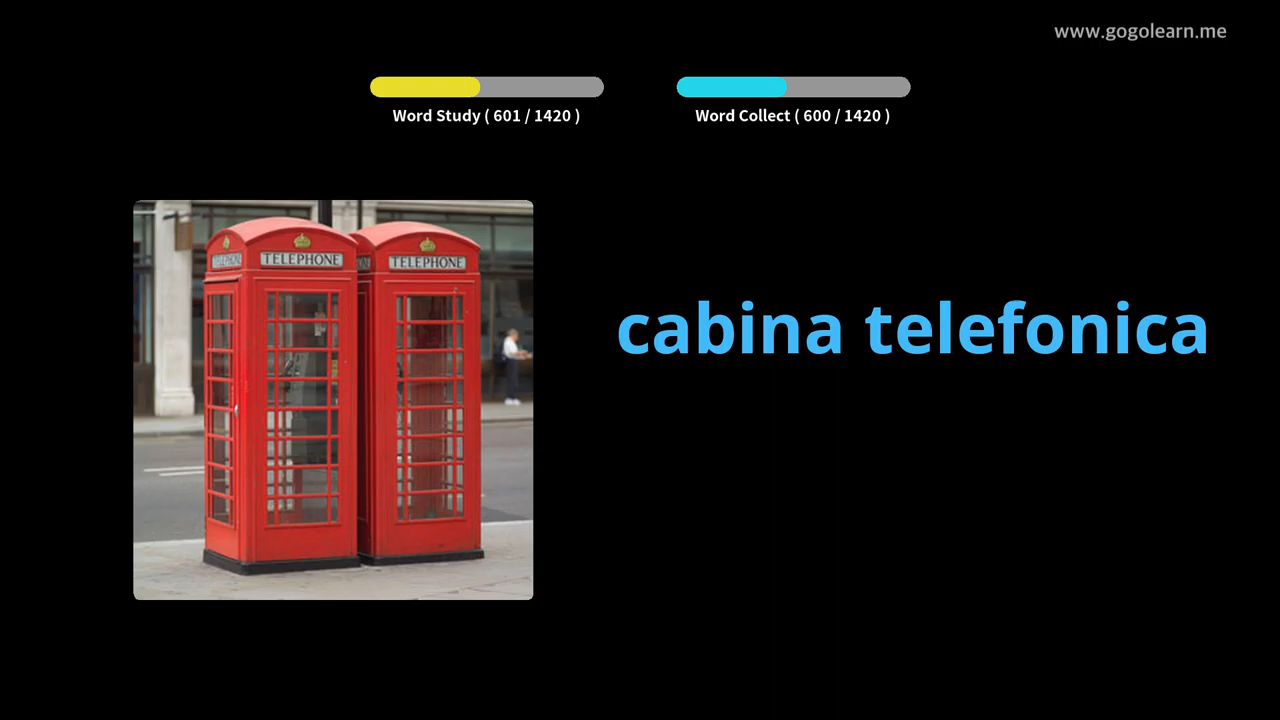 www.gogolearn.me
Word Study ( 601 / 1420 )
Word Collect ( 600 / 1420 )
TELEPHONE
TELEPHONE
cabina telefonica